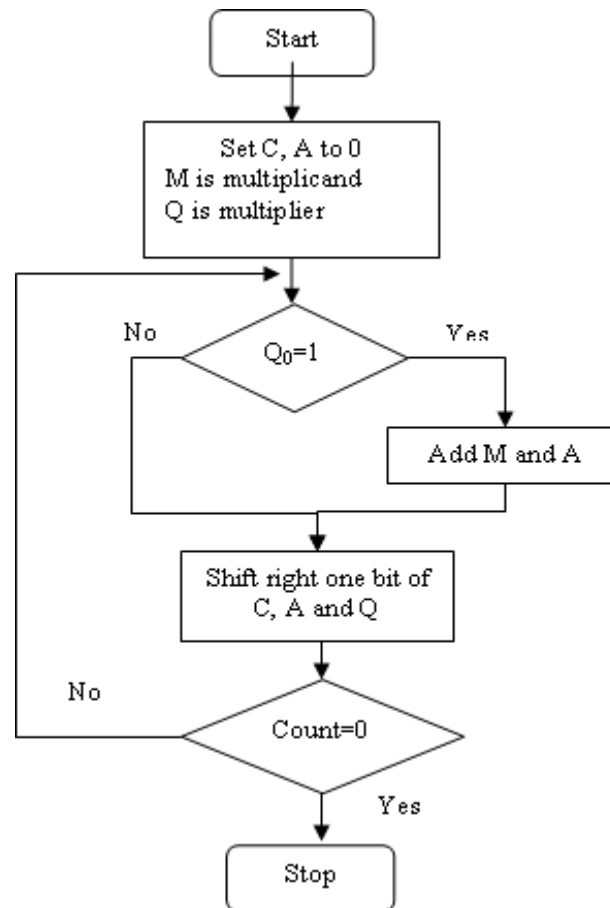 Start
Set C, A to 0
M is multiplicand
Q is multiplier
No
Q₀=1
Yes
Add M and A
Shift right one bit of
C, A and Q
No
Count=0
Yes
Stop